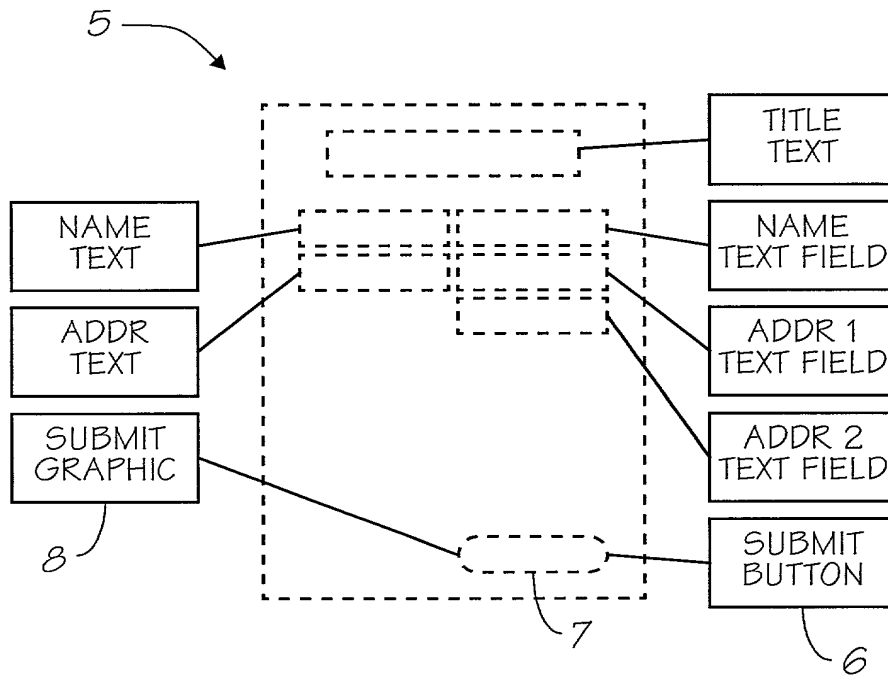 5
TITLE
TEXT
NAME
TEXT
NAME
TEXT FIELD
ADDR
TEXT
ADDR 1
TEXT FIELD
SUBMIT
GRAPHIC
ADDR 2
TEXT FIELD
8
SUBMIT
BUTTON
7
6